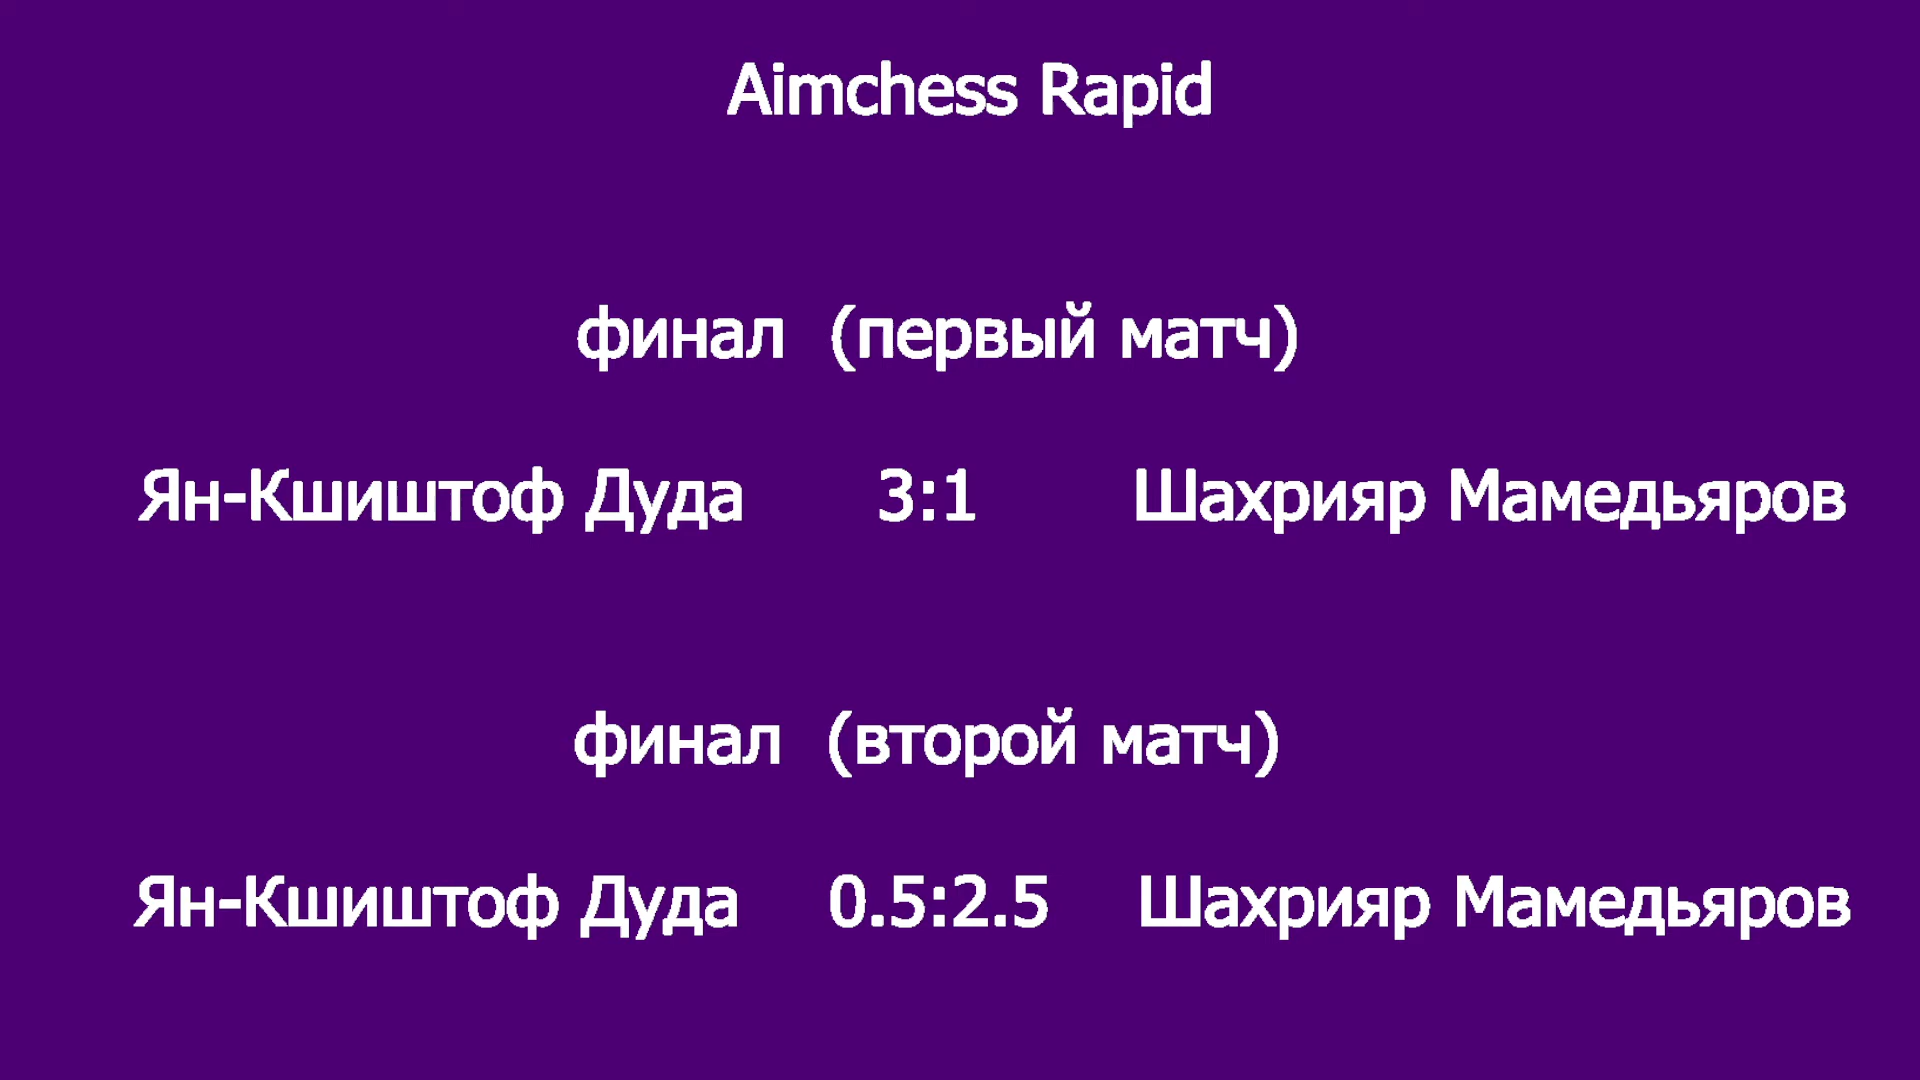 Aimchess Rapid
финал (первый матч)
Ян-Кшиштоф Дуда 3:1 Шахрияр Мамедьяров
финал (второй матч)
Ян-Кшиштоф Дуда 0.5:2.5 Шахрияр Мамедьяров